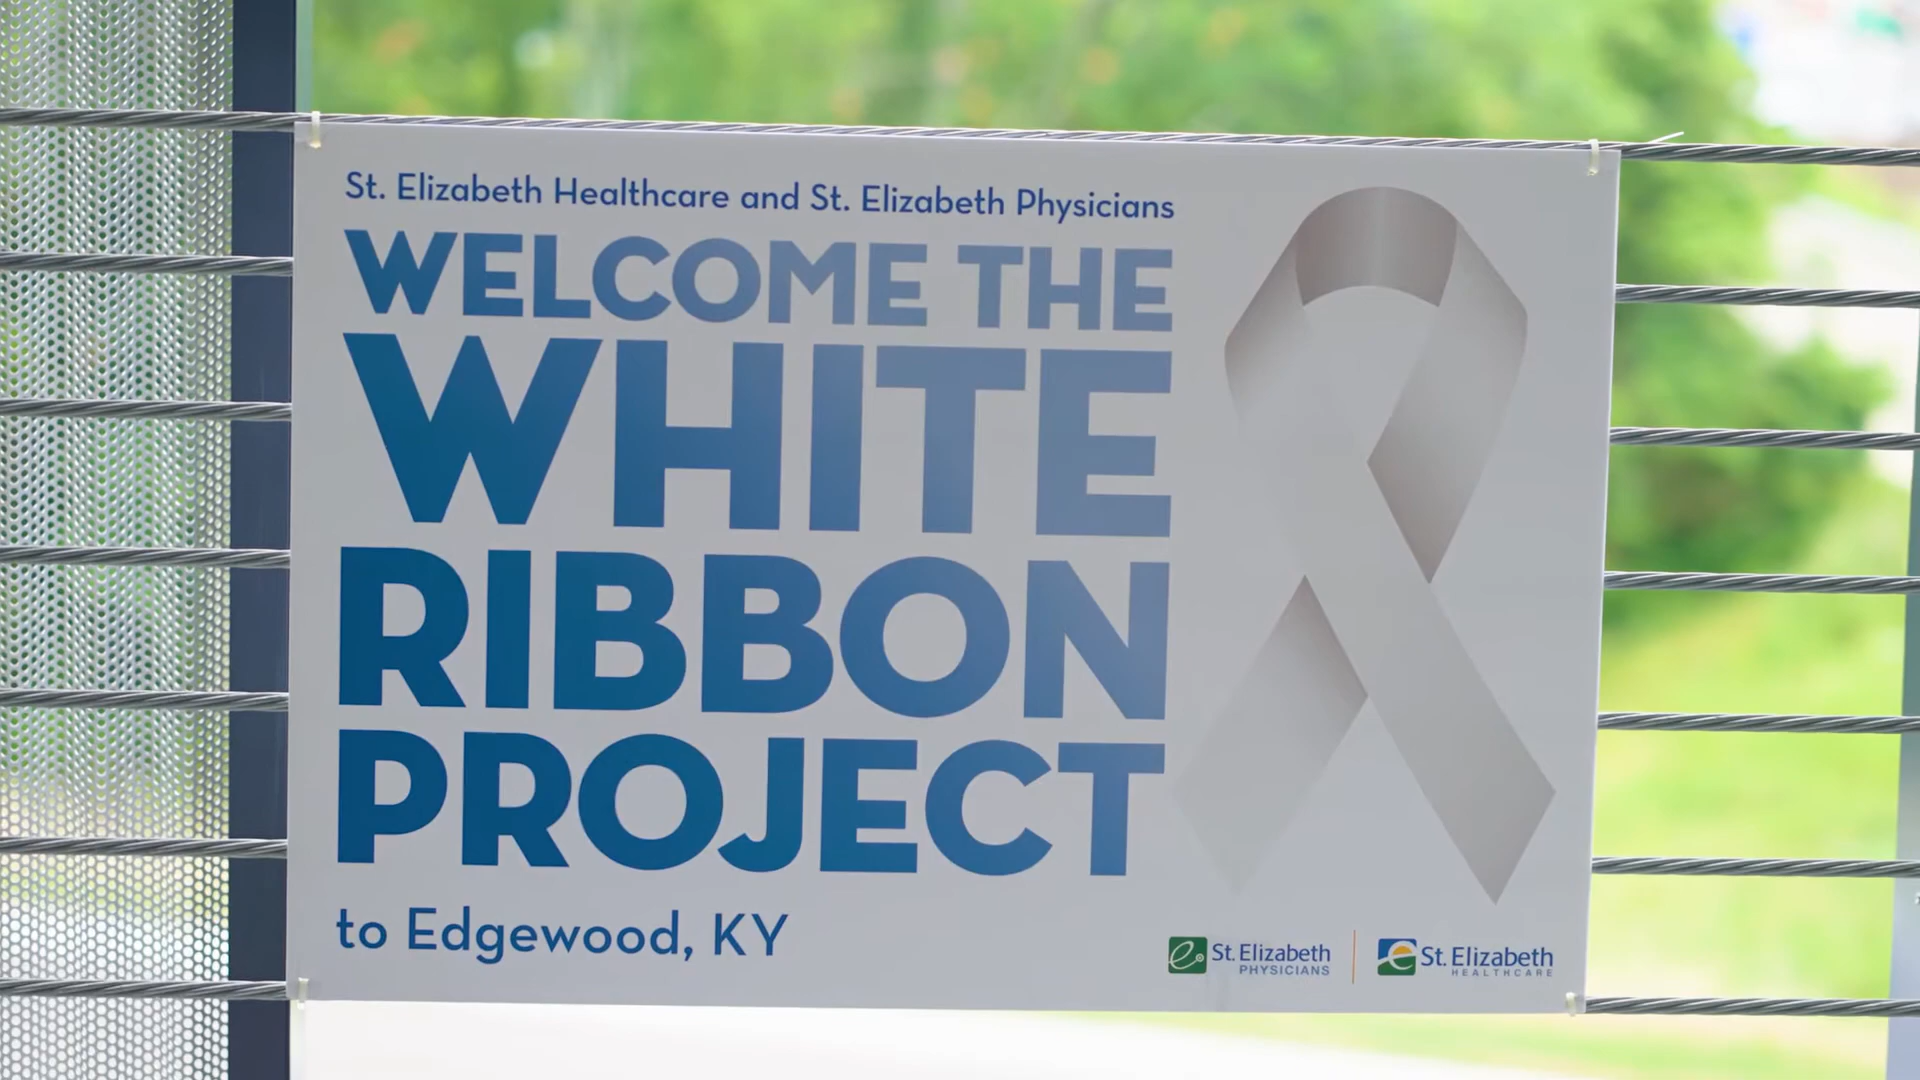 St. Elizabeth Healthcare and St. Elizabeth Physicians
WELCOME THE
WHITE
RIBBON
PROJECT
to Edgewood, KY
St. Elizabeth
PHYSICIANS
St. Elizabeth
HEALTHCARE